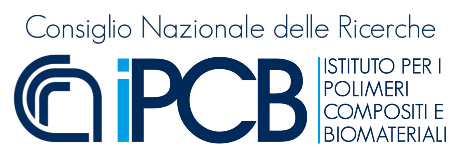 Consiglio Nazionale delle Ricerche
iPCB
ISTITUTO PER I
POLIMERI
COMPOSITI E
BIOMATERIALI